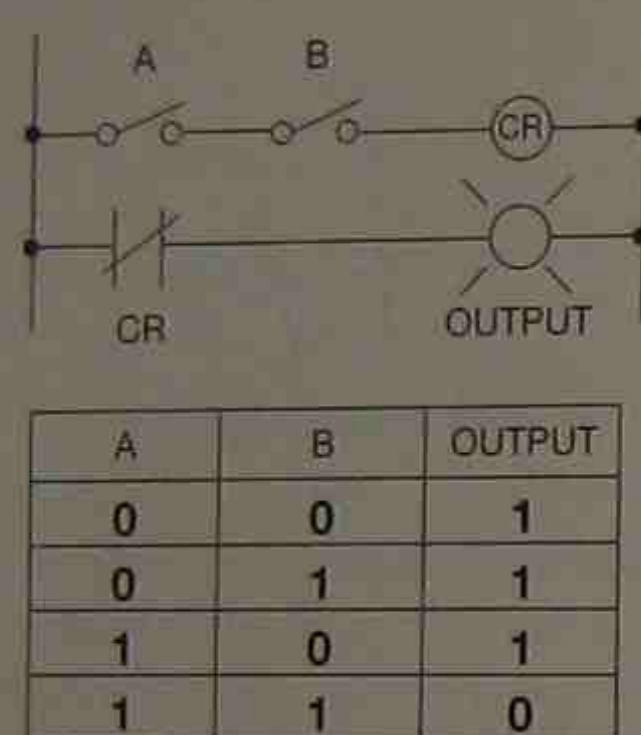 A B
CR
CR OUTPUT
A B OUTPUT
0 0 1
0 1 1
1 0 1
1 1 0